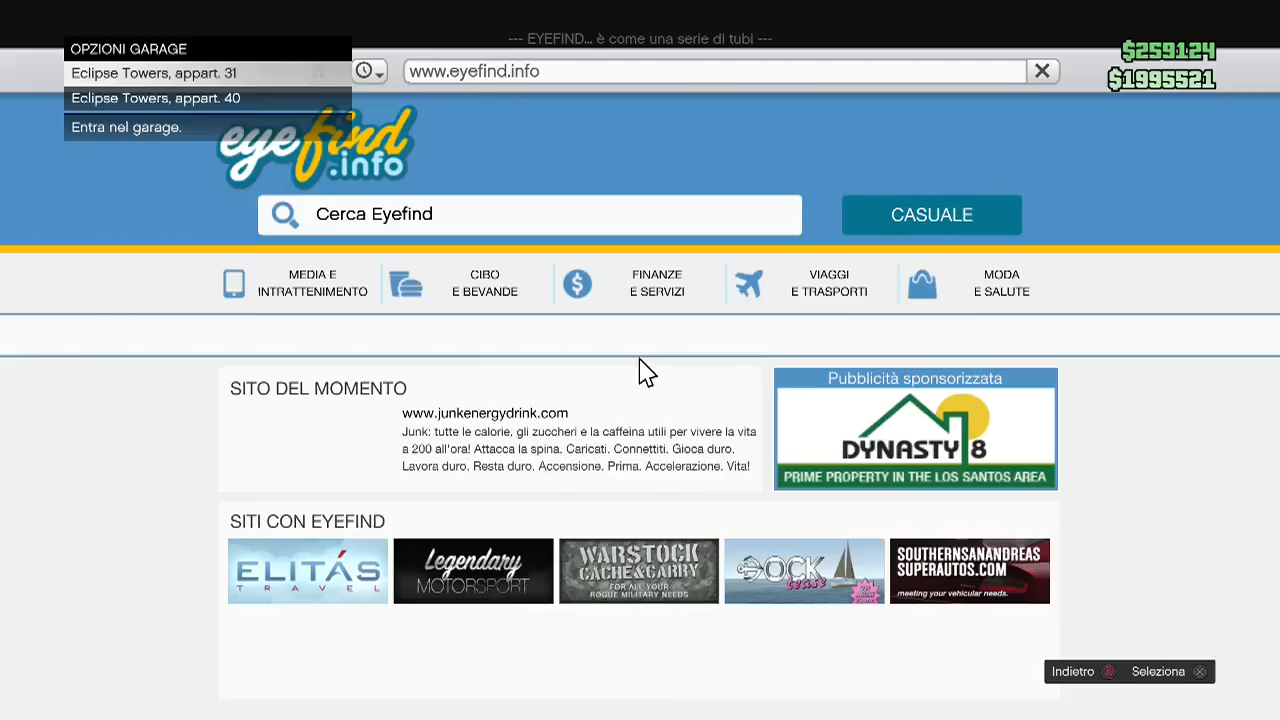 --- EYEFIND... è come una serie di tubi ---
OPZIONI GARAGE
Eclipse Towers, appart. 31
Eclipse Towers, appart. 40
Entra nel garage.
www.eyefind.info
$259124
$1995521
eyefind
.info
Cerca Eyefind
CASUALE
MEDIA E
INTRATTENIMENTO
CIBO
E BEVANDE
FINANZE
E SERVIZI
VIAGGI
E TRASPORTI
MODA
E SALUTE
SITO DEL MOMENTO
www.junkenergydrink.com
Junk: tutte le calorie, gli zuccheri e la caffeina utili per vivere la vita
a 200 all'ora! Attacca la spina. Caricati. Connettiti. Gioca duro.
Lavora duro. Resta duro. Accensione. Prima. Accelerazione. Vita!
Pubblicità sponsorizzata
DYNASTY 8
PRIME PROPERTY IN THE LOS SANTOS AREA
SITI CON EYEFIND
ELITÁS
TRAVEL
Legendary
MOTORSPORT
WARSTOCK
CACHE & CARRY
FOR ALL YOUR
ROGUE MILITARY NEEDS
DOCK
tease
SOUTHERNSANANDREAS
SUPERAUTOS.COM
meeting your vehicular needs.
Indietro
Seleziona